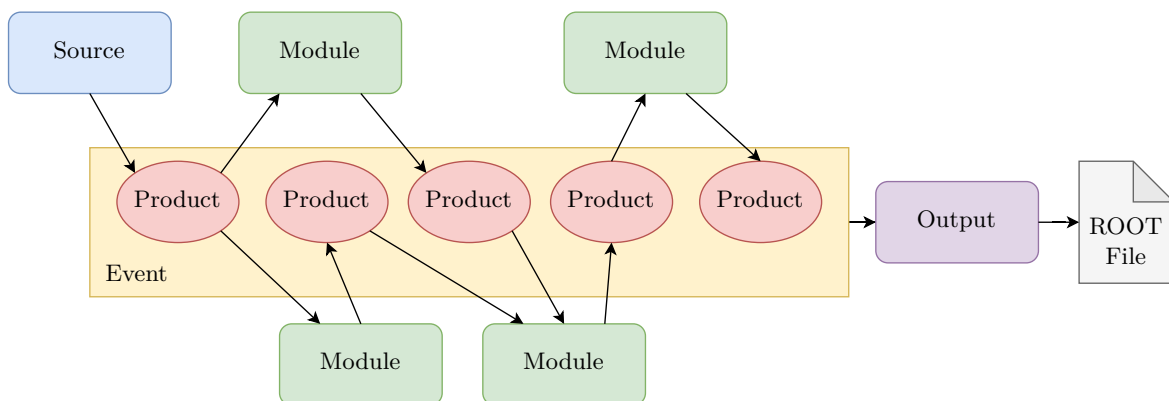 Source
Module
Module
Product
Product
Product
Product
Product
Event
Output
ROOT
File
Module
Module